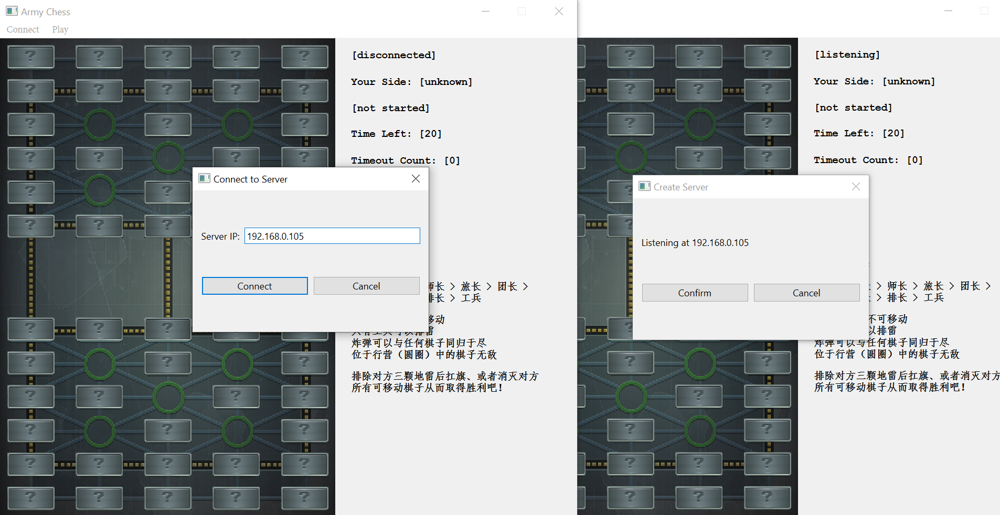 Army Chess
Connect Play
? ? ? ? ?
? ? ? ? ?
? ? ?
? ? ? ?
? ?
? ? ?
? ? ?
? ? ?
? ? ? ?
? ? ?
? ? ? ? ?
? ? ? ? ?
[disconnected]
Your Side: [unknown]
[not started]
Time Left: [20]
Timeout Count: [0]
Connect to Server
Server IP: 192.168.0.105
Connect Cancel
师长 > 旅长 > 团长 >
排长 > 工兵
移动
只有工兵可以排雷
炸弹可以与任何棋子同归于尽
位于行营（圆圈）中的棋子无敌
排除对方三颗地雷后扛旗、或者消灭对方
所有可移动棋子从而取得胜利吧！
? ? ?
? ? ?
? ?
? ?
?
?
?
? ?
? ?
? ?
? ? ?
? ? ?
[listening]
Your Side: [unknown]
[not started]
Time Left: [20]
Timeout Count: [0]
Create Server
Listening at 192.168.0.105
Confirm Cancel
> 师长 > 旅长 > 团长 >
> 排长 > 工兵
不可移动
以排雷
炸弹可以与任何棋子同归于尽
位于行营（圆圈）中的棋子无敌
排除对方三颗地雷后扛旗、或者消灭对方
所有可移动棋子从而取得胜利吧！